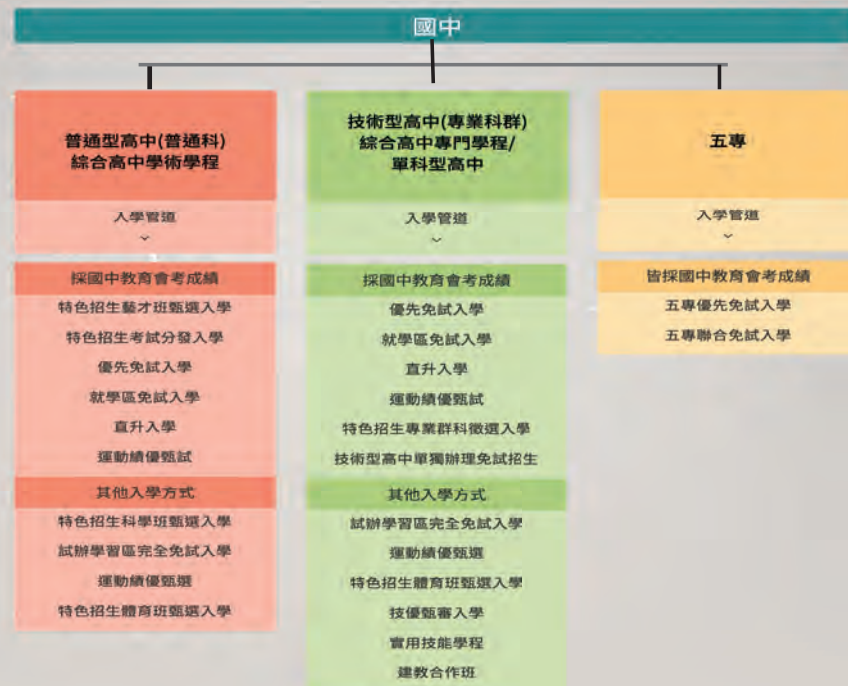 國中
普通型高中(普通科)
綜合高中學術學程
入學管道
採國中教育會考成績
特色招生藝才班甄選入學
特色招生考試分發入學
優先免試入學
就學區免試入學
直升入學
運動績優甄試
其他入學方式
特色招生科學班甄選入學
試辦學習區完全免試入學
運動績優甄選
特色招生體育班甄選入學
技術型高中(專業科群)
綜合高中專門學程/
單科型高中
入學管道
採國中教育會考成績
優先免試入學
就學區免試入學
直升入學
運動績優甄試
特色招生專業群科徵選入學
技術型高中單獨辦理免試招生
其他入學方式
試辦學習區完全免試入學
運動績優甄選
特色招生體育班甄選入學
技優甄審入學
實用技能學程
建教合作班
五專
入學管道
皆採國中教育會考成績
五專優先免試入學
五專聯合免試入學